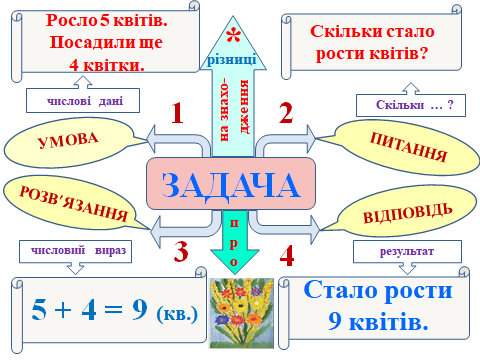 Росло 5 квітів.
Посадили ще
4 квітки.
*
різниці
на знахо-
дження
Скільки стало
рости квітів?
числові дані
Скільки … ?
1
2
УМОВА
ПИТАННЯ
ЗАДАЧА
РОЗВ’ЯЗАННЯ
ВІДПОВІДЬ
про
числовий вираз
3
4
результат
5 + 4 = 9 (кв.)
Стало рости
9 квітів.